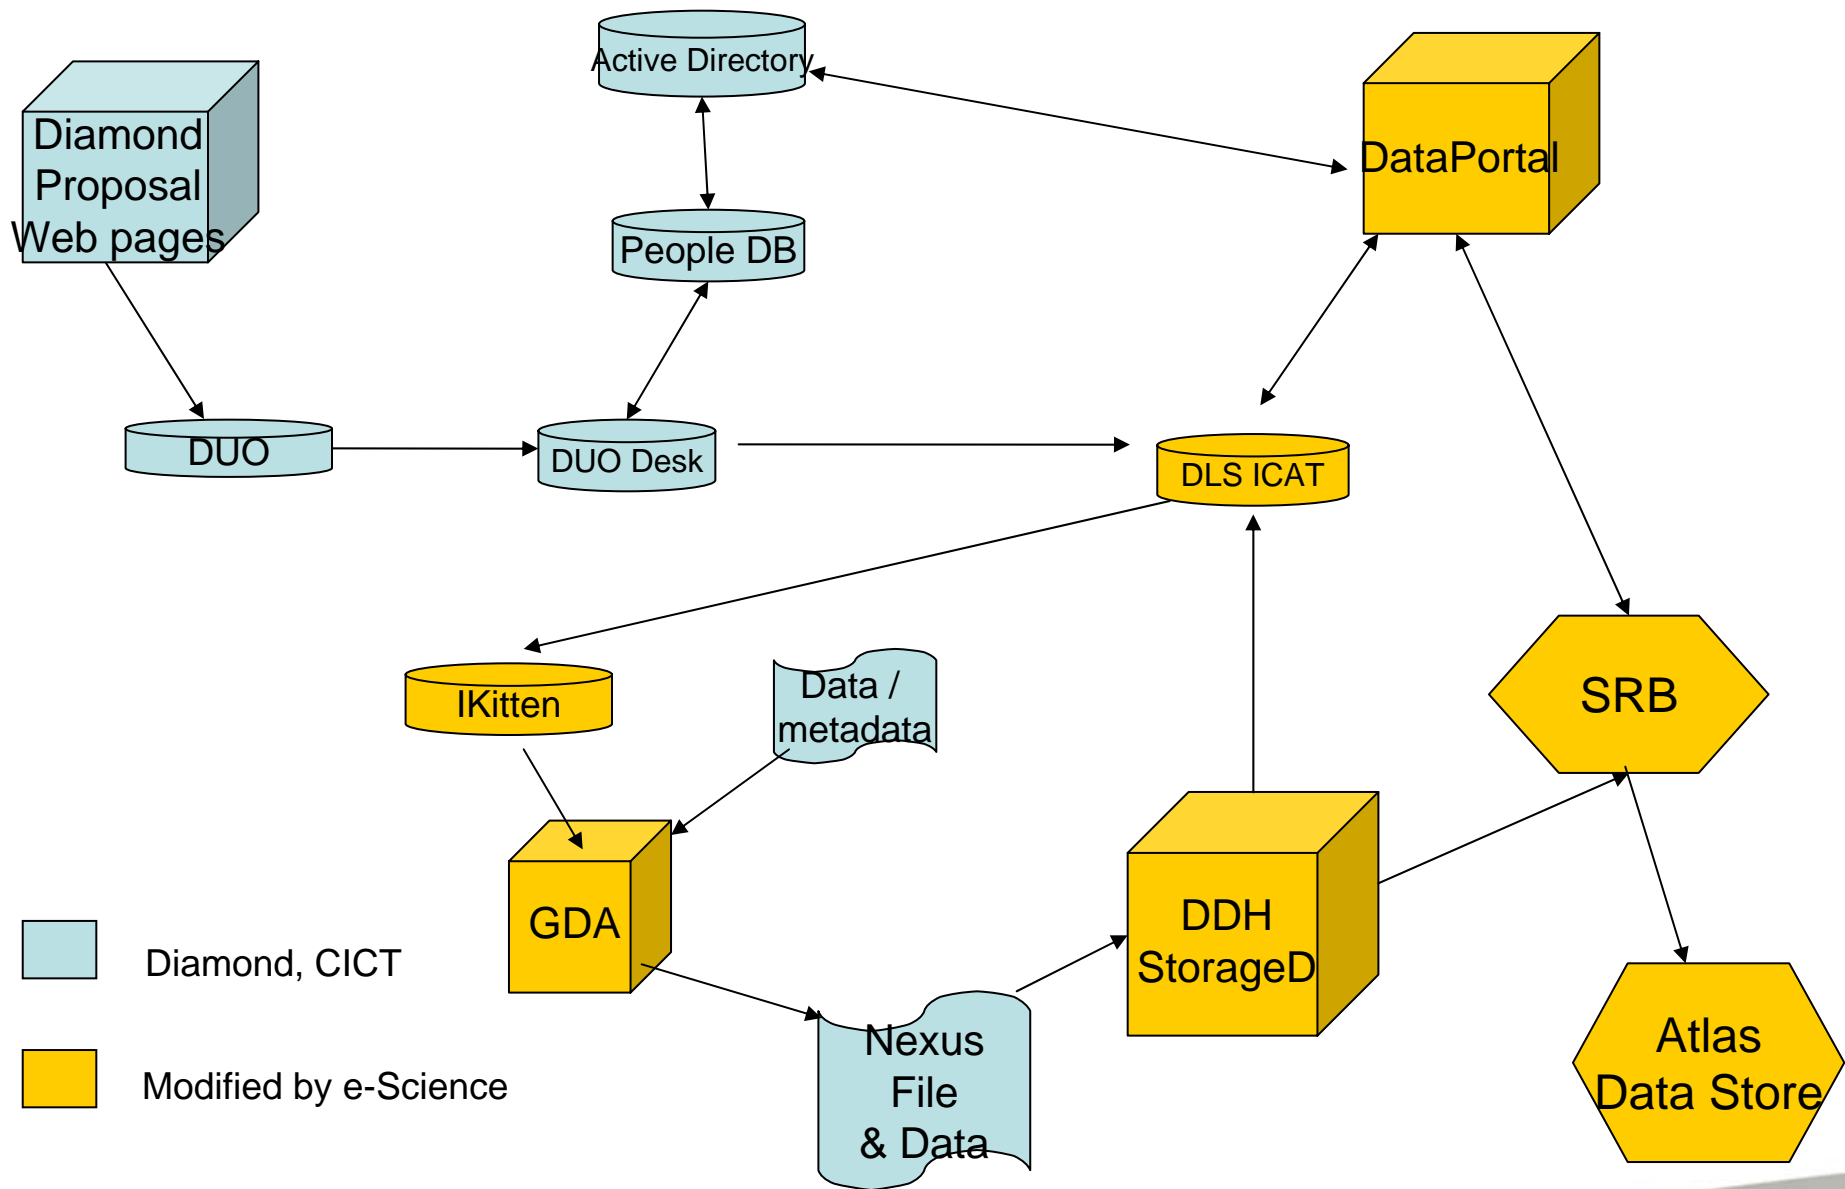 Active Directory
Diamond
Proposal
Web pages
DataPortal
People DB
DUO
DUO Desk
DLS ICAT
IKitten
Data /
metadata
SRB
GDA
DDH
StorageD
Nexus
File
& Data
Atlas
Data Store
Diamond, CICT
Modified by e-Science